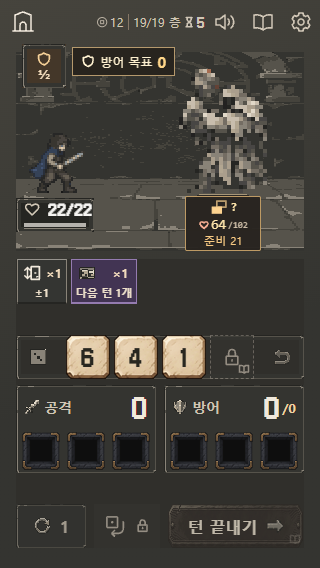 12 19/19 층 5
½
방어 목표 0
22/22
?
64/102
준비 21
×1
±1
×1
다음 턴 1개
6 4 1
공격 0
방어 0/0
1
턴 끝내기